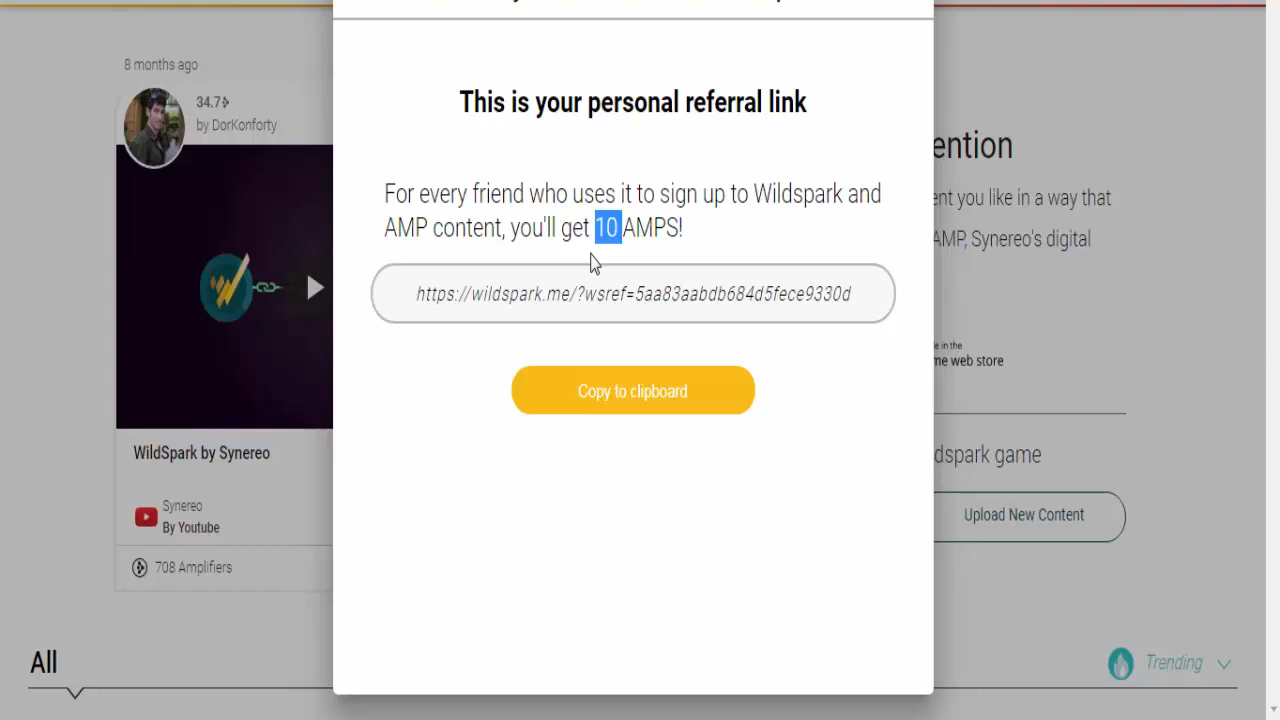 8 months ago
34.7
by DorKonforty
This is your personal referral link
For every friend who uses it to sign up to Wildspark and
AMP content, you'll get 10 AMPS!
https://wildspark.me/?wsref=5aa83aabdb684d5fece9330d
Copy to clipboard
WildSpark by Synereo
Synereo
By Youtube
708 Amplifiers
ention
ent you like in a way that
AMP, Synereo's digital
le in the
me web store
dspark game
Upload New Content
All
Trending